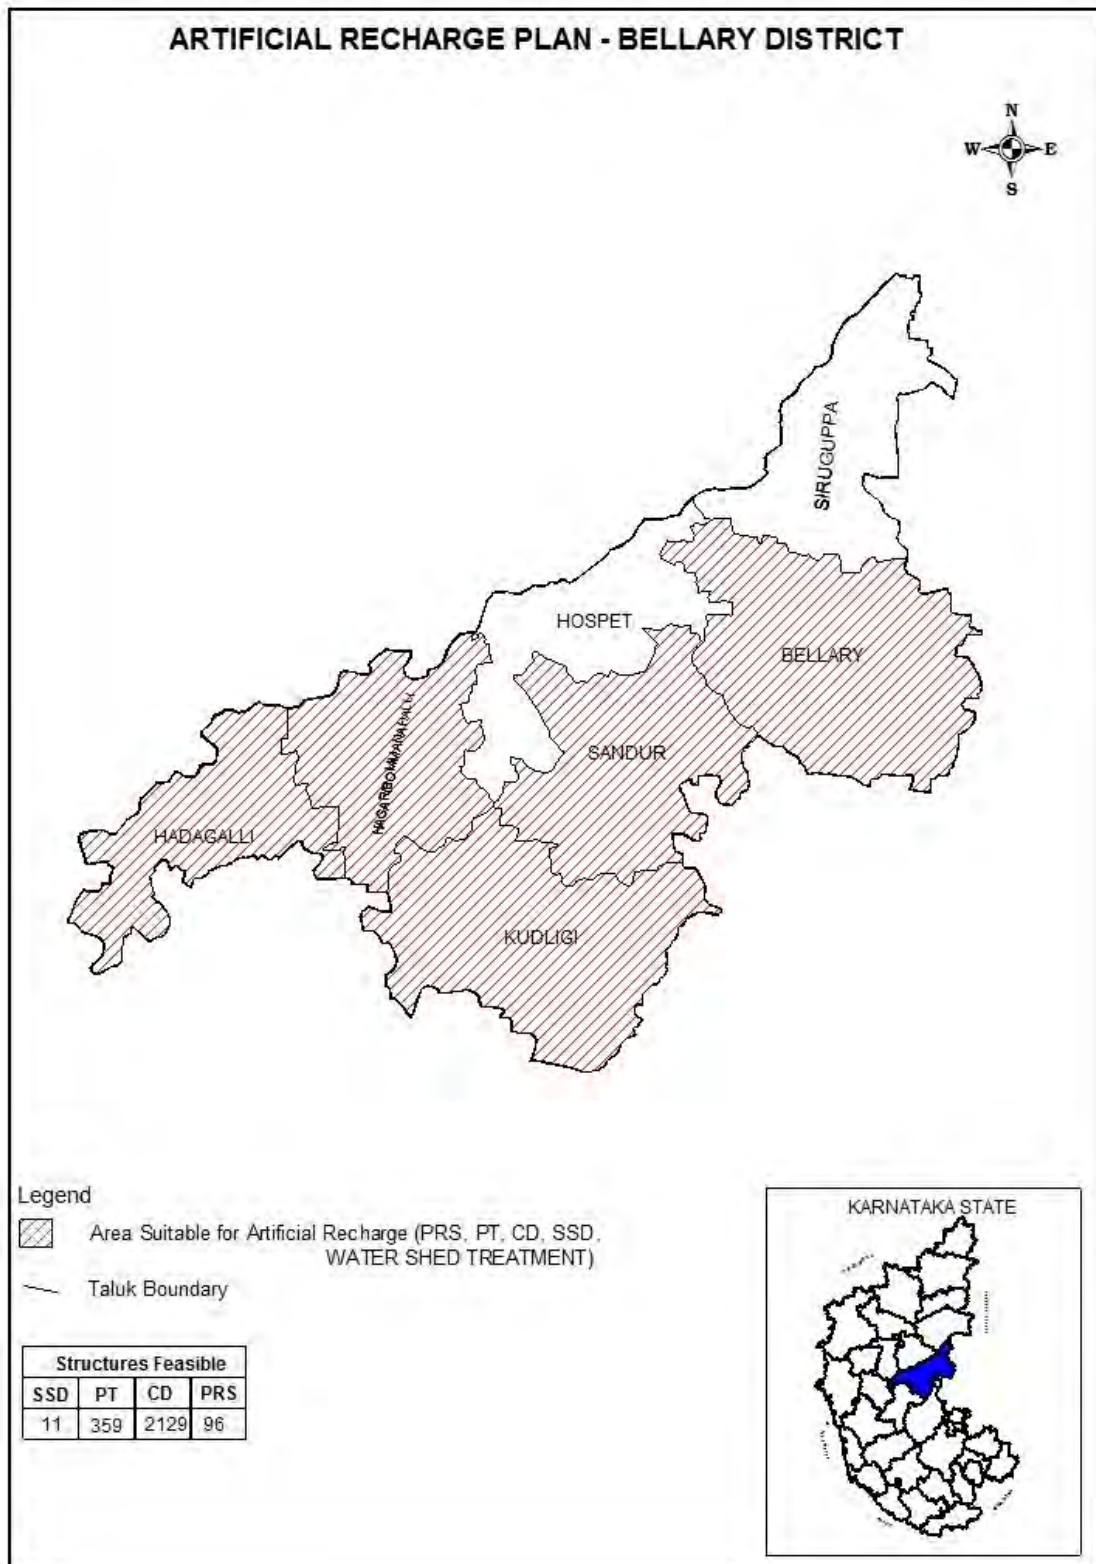 ARTIFICIAL RECHARGE PLAN - BELLARY DISTRICT
N
W E
S
SIRUGUPPA
HOSPET
BELLARY
SANDUR
HAGARIBOMMANAHALLI
HADAGALLI
KUDLIGI
Legend
Area Suitable for Artificial Recharge (PRS, PT, CD, SSD,
WATER SHED TREATMENT)
Taluk Boundary
Structures Feasible
SSD PT CD PRS
11 359 2129 96
KARNATAKA STATE